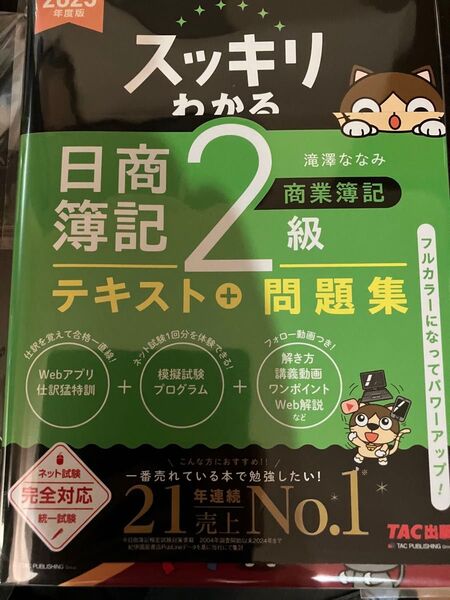 2025
年度版
スッキリ
わかる
滝澤ななみ
日商
簿記
2
級
商業簿記
テキスト+問題集
フルカラーになってパワーアップ!
仕訳を覚えて合格一直線!
Webアプリ
仕訳猛特訓
+
ネット試験1回分を体験できる!
模擬試験
プログラム
+
フォロー動画つき!
解き方
講義動画
ワンポイント
Web解説
など
ネット試験
完全対応
統一試験
こんな方におすすめ!!
一番売れている本で勉強したい!
21年連続売上No.1※
TAC出版
TAC PUBLISHING Group
TAC PUBLISHING Group